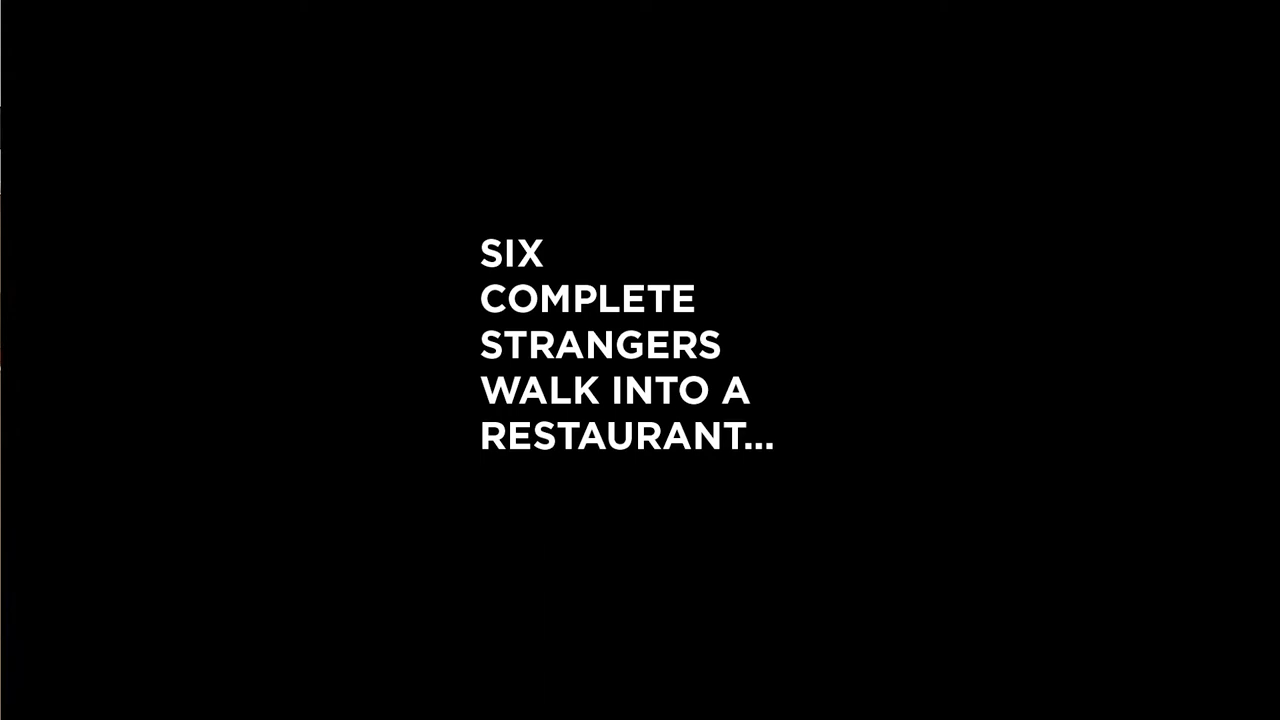 SIX
COMPLETE
STRANGERS
WALK INTO A
RESTAURANT...